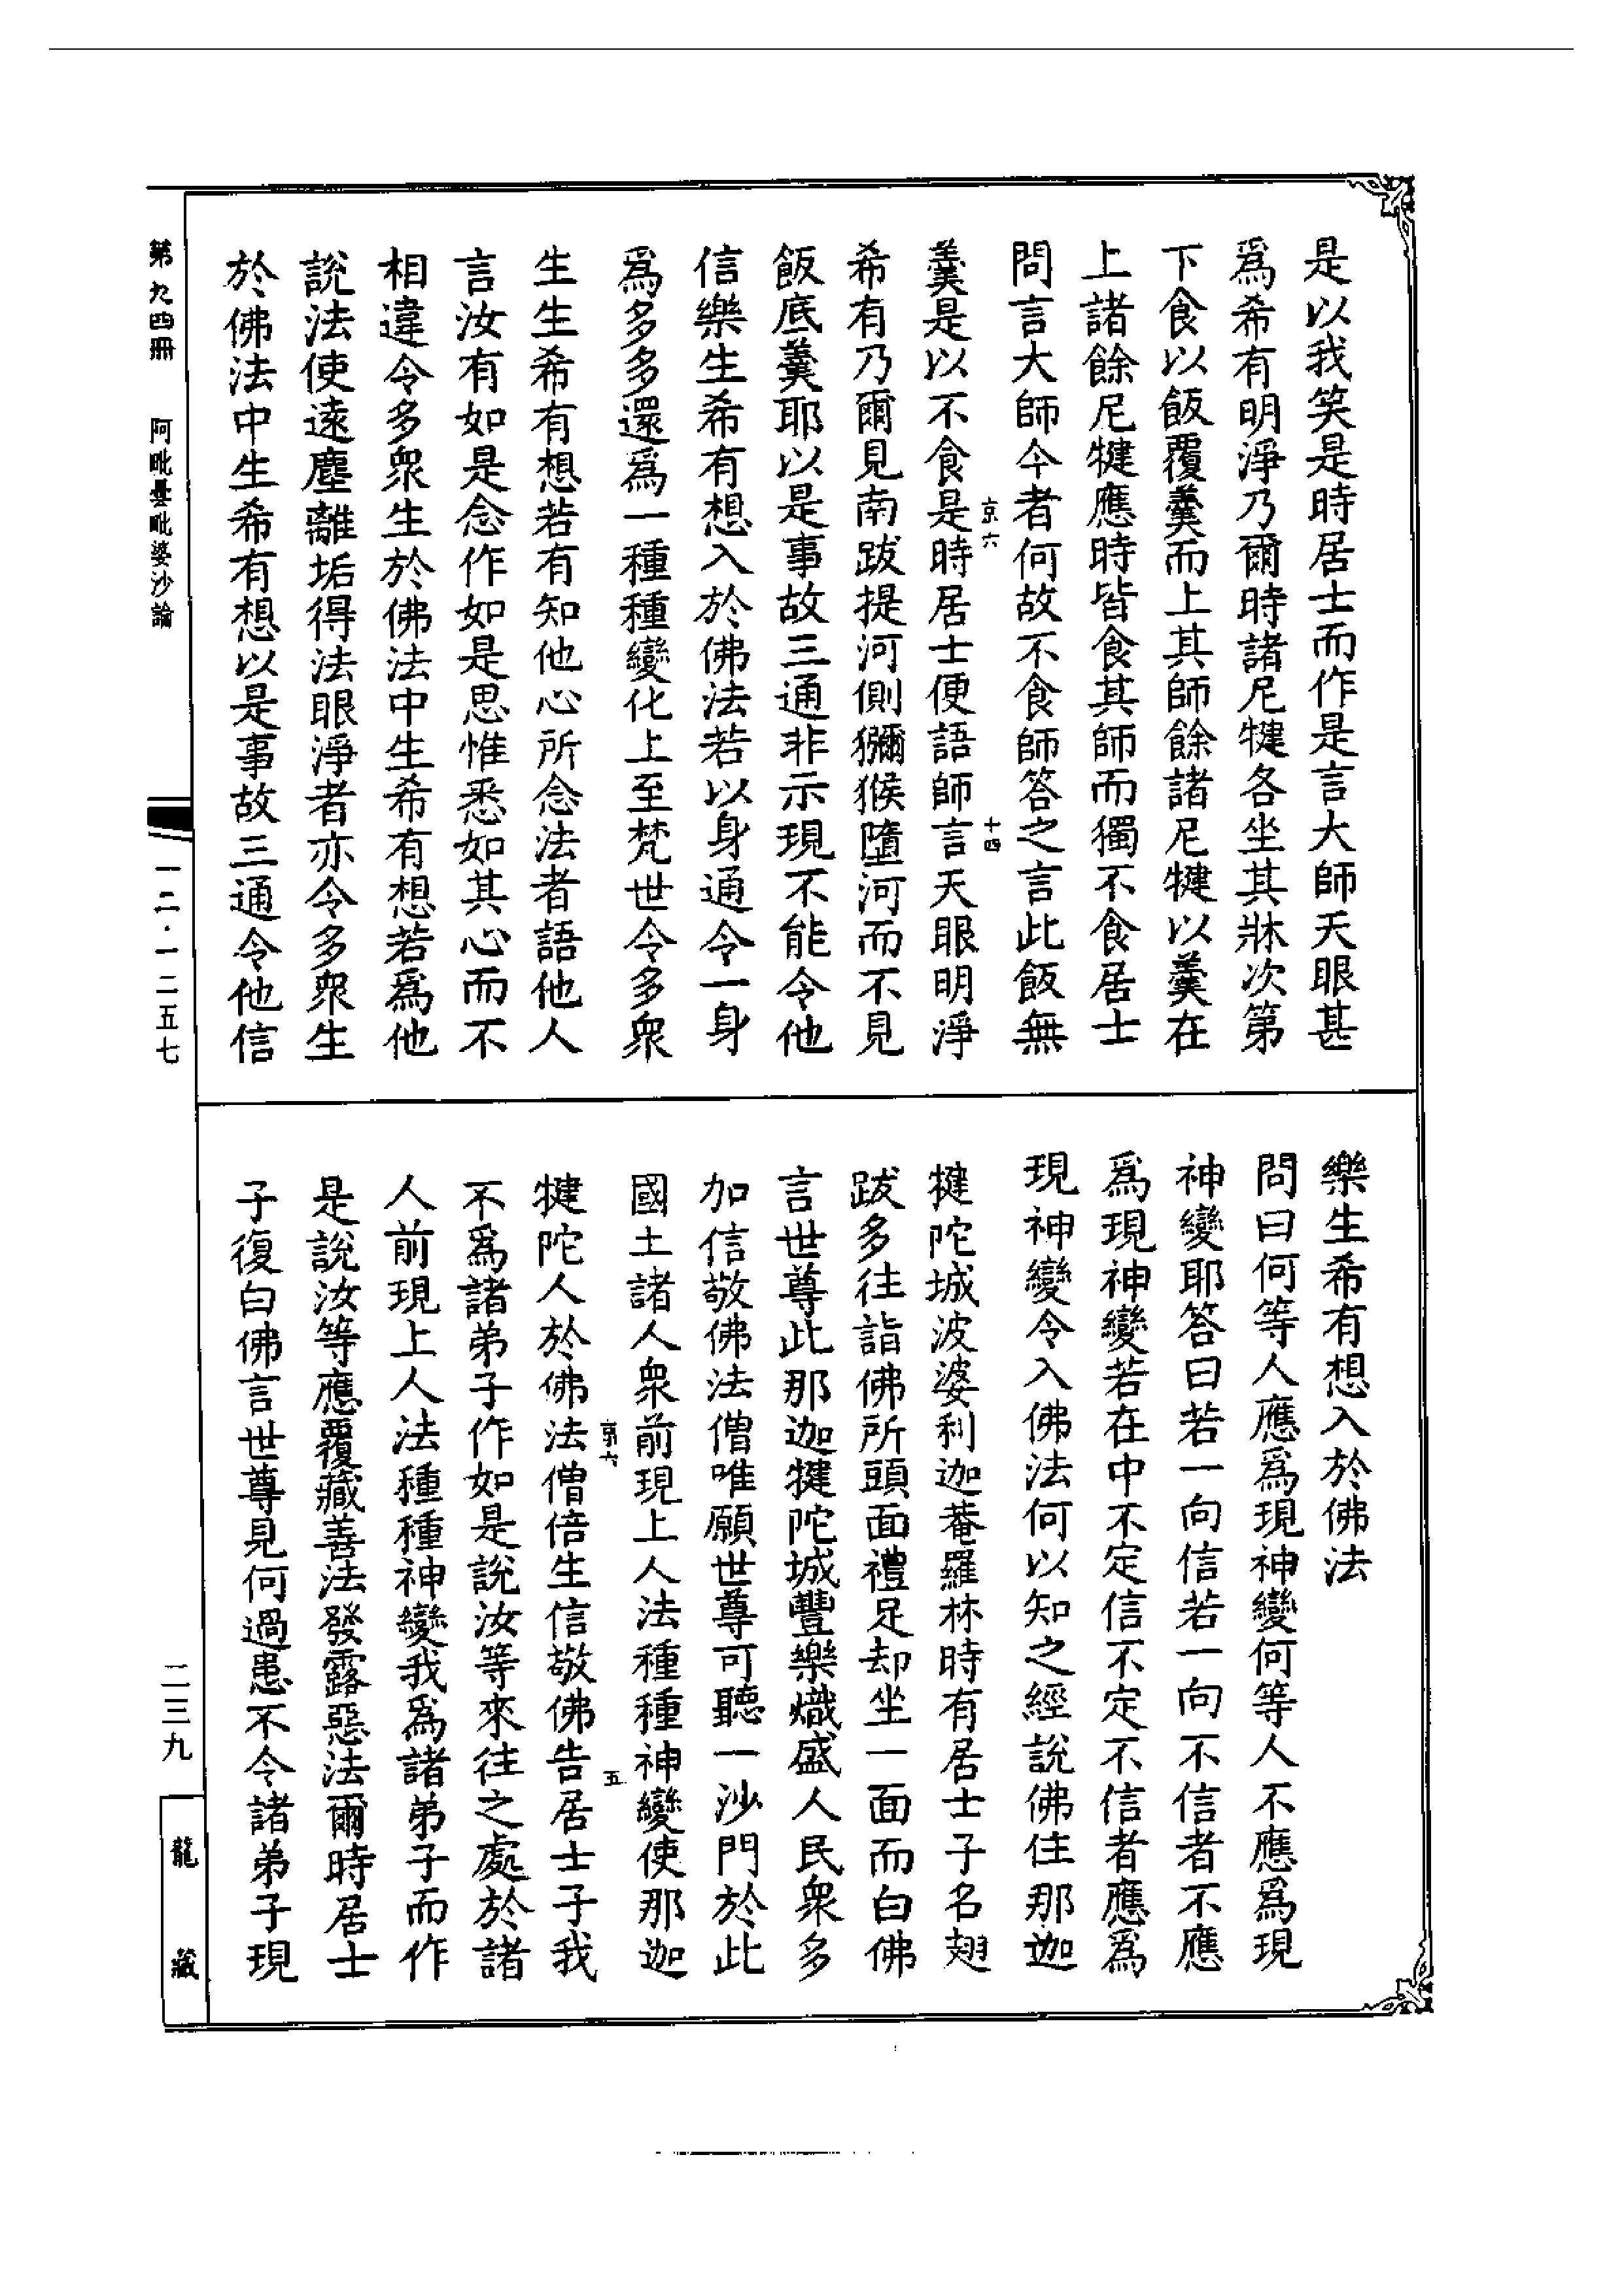 是以我笑是時居士而作是言大師天眼甚
爲希有明淨乃爾時諸尼犍各坐其牀次第
下食以飯覆羹而上其師餘諸尼犍以羹在
上諸餘尼犍應時皆食其師而獨不食居士
問言大師今者何故不食師答之言此飯無
京六
十四
羹是以不食是時居士便語師言天眼明淨
希有乃爾見南跋提河側獼猴墮河而不見
飯底羹耶以是事故三通非示現不能令他
信樂生希有想入於佛法若以身通令一身
爲多多還爲一種種變化上至梵世令多衆
生生希有想若有知他心所念法者語他人
言汝有如是念作如是思惟悉如其心而不
相違令多衆生於佛法中生希有想若爲他
說法使遠塵離垢得法眼淨者亦令多衆生
於佛法中生希有想以是事故三通令他信
樂生希有想入於佛法
問曰何等人應爲現神變何等人不應爲現
神變耶答曰若一向信若一向不信者不應
爲現神變若在中不定信不定不信者應爲
現神變令入佛法何以知之經說佛住那迦
犍陀城波婆利迦菴羅林時有居士子名翅
跋多往詣佛所頭面禮足却坐一面而白佛
言世尊此那迦犍陀城豐樂熾盛人民衆多
加信敬佛法僧唯願世尊可聽一沙門於此
國土諸人衆前現上人法種種神變使那迦
京六
五
犍陀人於佛法僧倍生信敬佛告居士子我
不爲諸弟子作如是說汝等來往之處於諸
人前現上人法種種神變我爲諸弟子而作
是說汝等應覆藏善法發露惡法爾時居士
子復白佛言世尊見何過患不令諸弟子現
第九四冊 阿毗曇毗婆沙論
一二·一二五七
二三九
龍藏